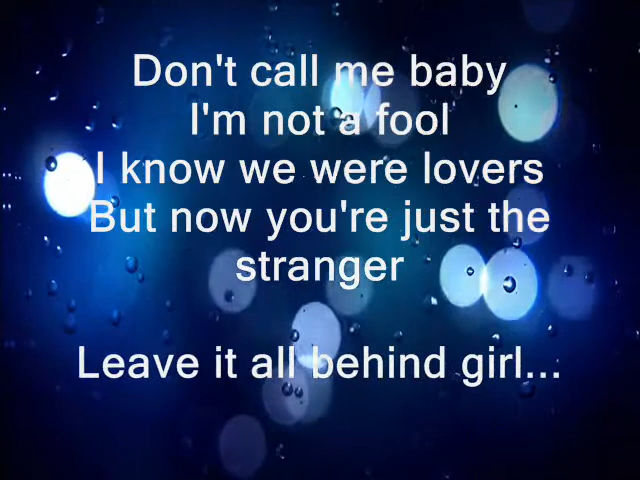 Don't call me baby
I'm not a fool
I know we were lovers
But now you're just the
stranger
Leave it all behind girl...